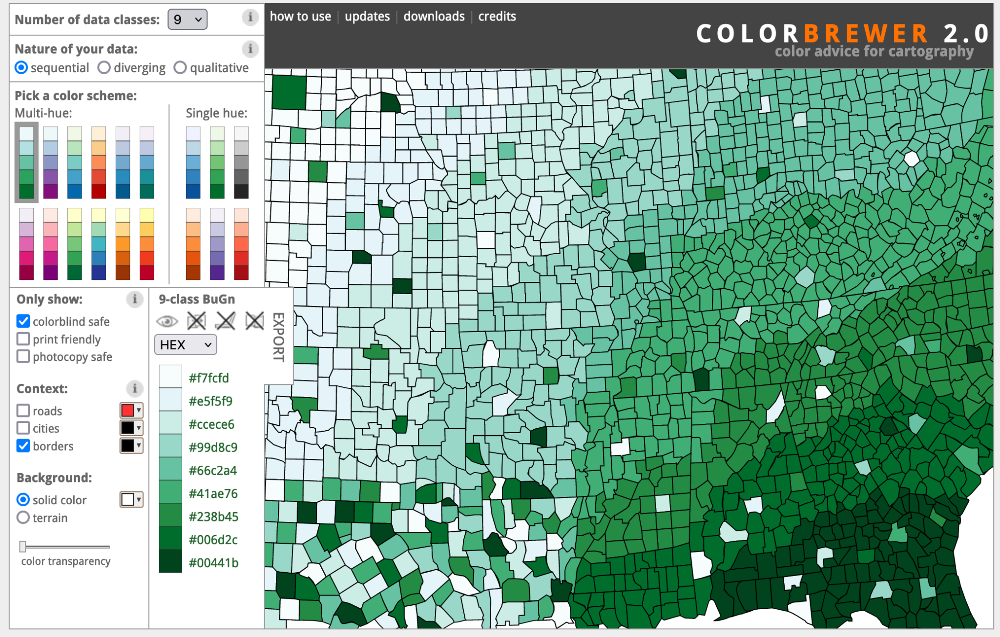 Number of data classes: 9
how to use | updates | downloads | credits
COLORBREWER 2.0
color advice for cartography
Nature of your data:
sequential diverging qualitative
Pick a color scheme:
Multi-hue: Single hue:
Only show:
colorblind safe
print friendly
photocopy safe
Context:
roads
cities
borders
Background:
solid color
terrain
color transparency
9-class BuGn
EXPORT
HEX
#f7fcfd
#e5f5f9
#ccece6
#99d8c9
#66c2a4
#41ae76
#238b45
#006d2c
#00441b